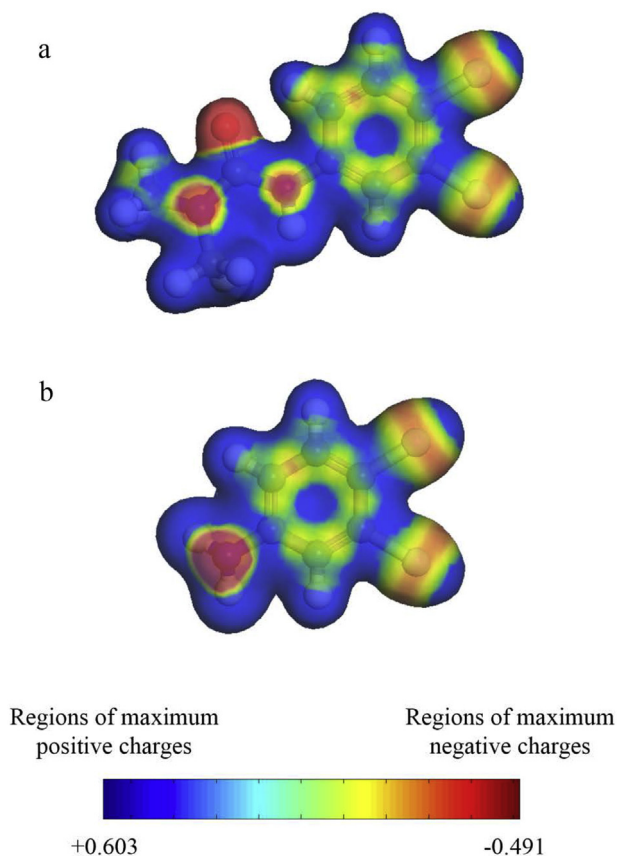 a
b
Regions of maximum
positive charges
Regions of maximum
negative charges
+0.603
-0.491